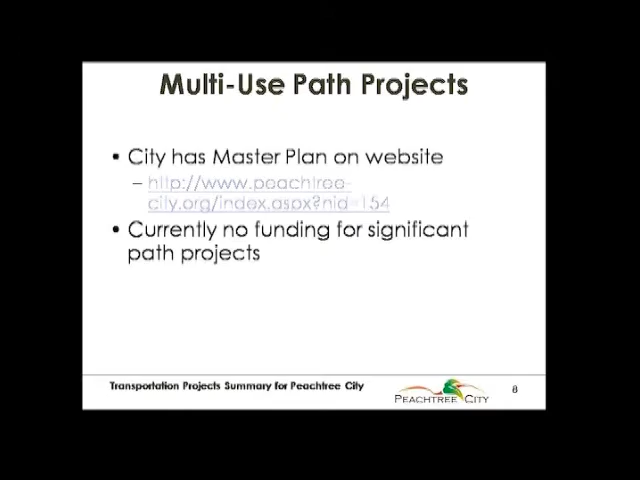 Multi-Use Path Projects
• City has Master Plan on website
– http://www.peachtree-
city.org/index.aspx?nid=154
• Currently no funding for significant
path projects
Transportation Projects Summary for Peachtree City
PEACHTREE CITY
8